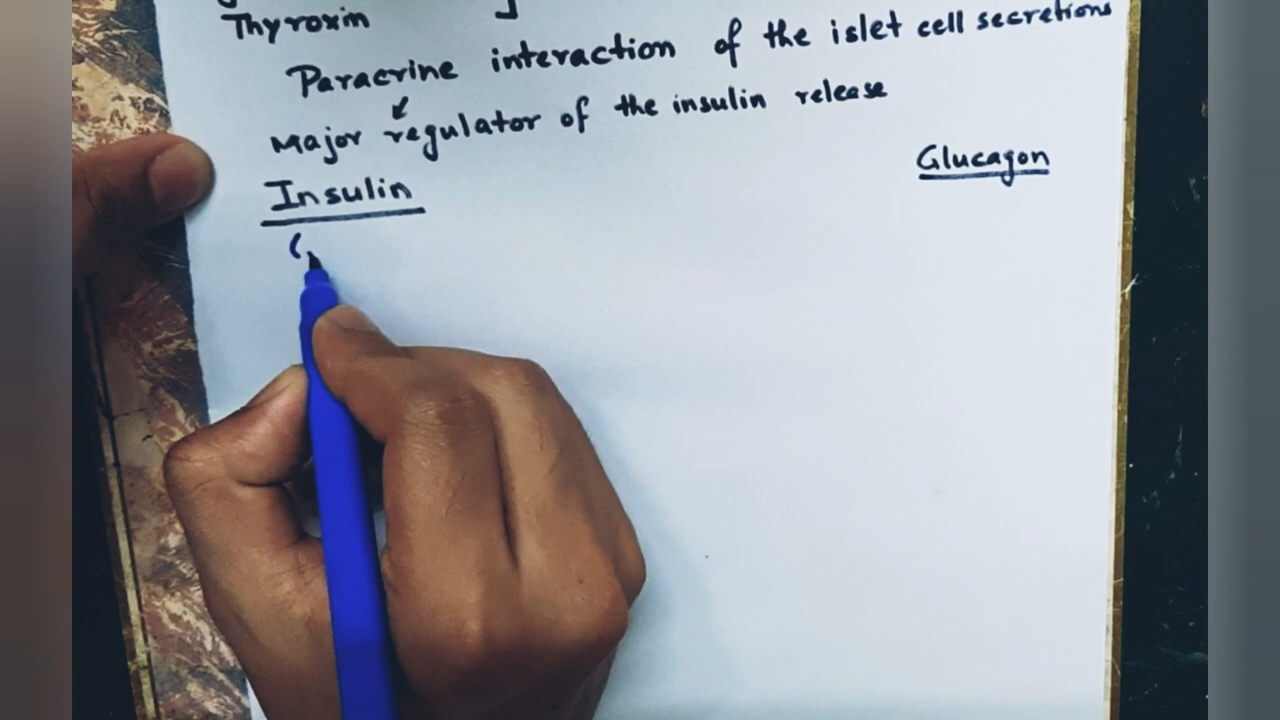 Thyroxin ]
Paracrine interaction of the islet cell secretions
↙
Major regulator of the insulin release
Insulin
Glucagon
(